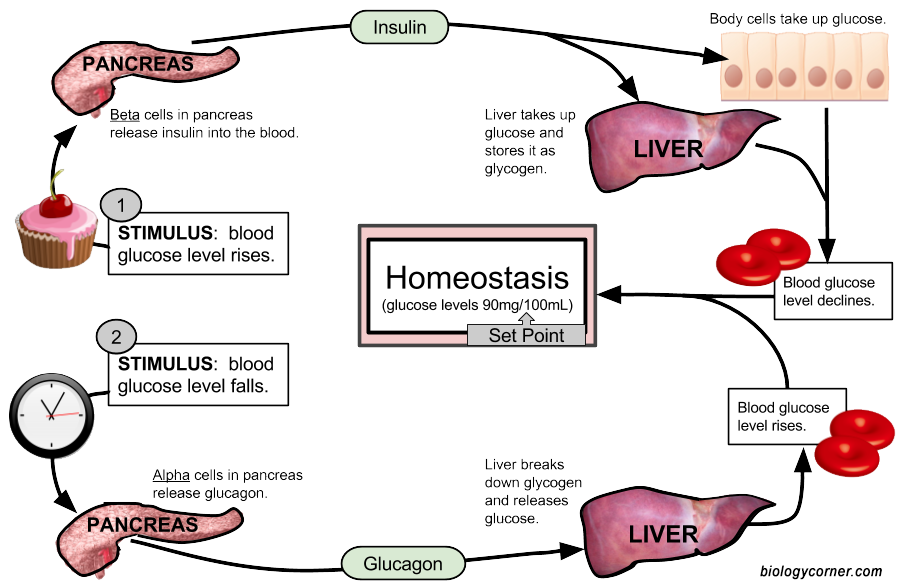 Insulin
Body cells take up glucose.
PANCREAS
Beta cells in pancreas
release insulin into the blood.
Liver takes up
glucose and
stores it as
glycogen.
LIVER
1
STIMULUS: blood
glucose level rises.
Homeostasis
(glucose levels 90mg/100mL)
Set Point
Blood glucose
level declines.
2
STIMULUS: blood
glucose level falls.
Blood glucose
level rises.
Alpha cells in pancreas
release glucagon.
PANCREAS
Liver breaks
down glycogen
and releases
glucose.
LIVER
Glucagon
biologycorner.com